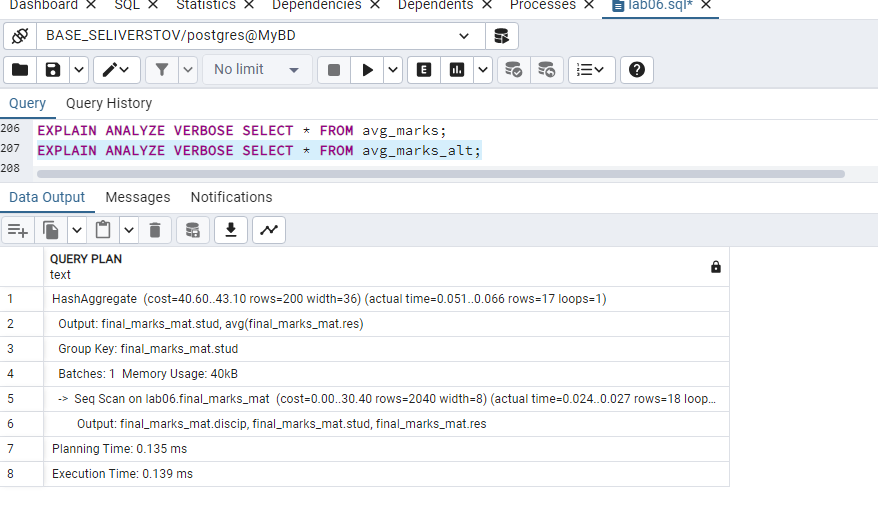 Dashboard X SQL X Statistics X Dependencies X Dependents X Processes X lab06.sql* X
BASE_SELIVERSTOV/postgres@MyBD
No limit
E
Query Query History
206 EXPLAIN ANALYZE VERBOSE SELECT * FROM avg_marks;
207 EXPLAIN ANALYZE VERBOSE SELECT * FROM avg_marks_alt;
208
Data Output Messages Notifications
QUERY PLAN
text
1 HashAggregate (cost=40.60..43.10 rows=200 width=36) (actual time=0.051..0.066 rows=17 loops=1)
2 Output: final_marks_mat.stud, avg(final_marks_mat.res)
3 Group Key: final_marks_mat.stud
4 Batches: 1 Memory Usage: 40kB
5 -> Seq Scan on lab06.final_marks_mat (cost=0.00..30.40 rows=2040 width=8) (actual time=0.024..0.027 rows=18 loop...
6 Output: final_marks_mat.discip, final_marks_mat.stud, final_marks_mat.res
7 Planning Time: 0.135 ms
8 Execution Time: 0.139 ms